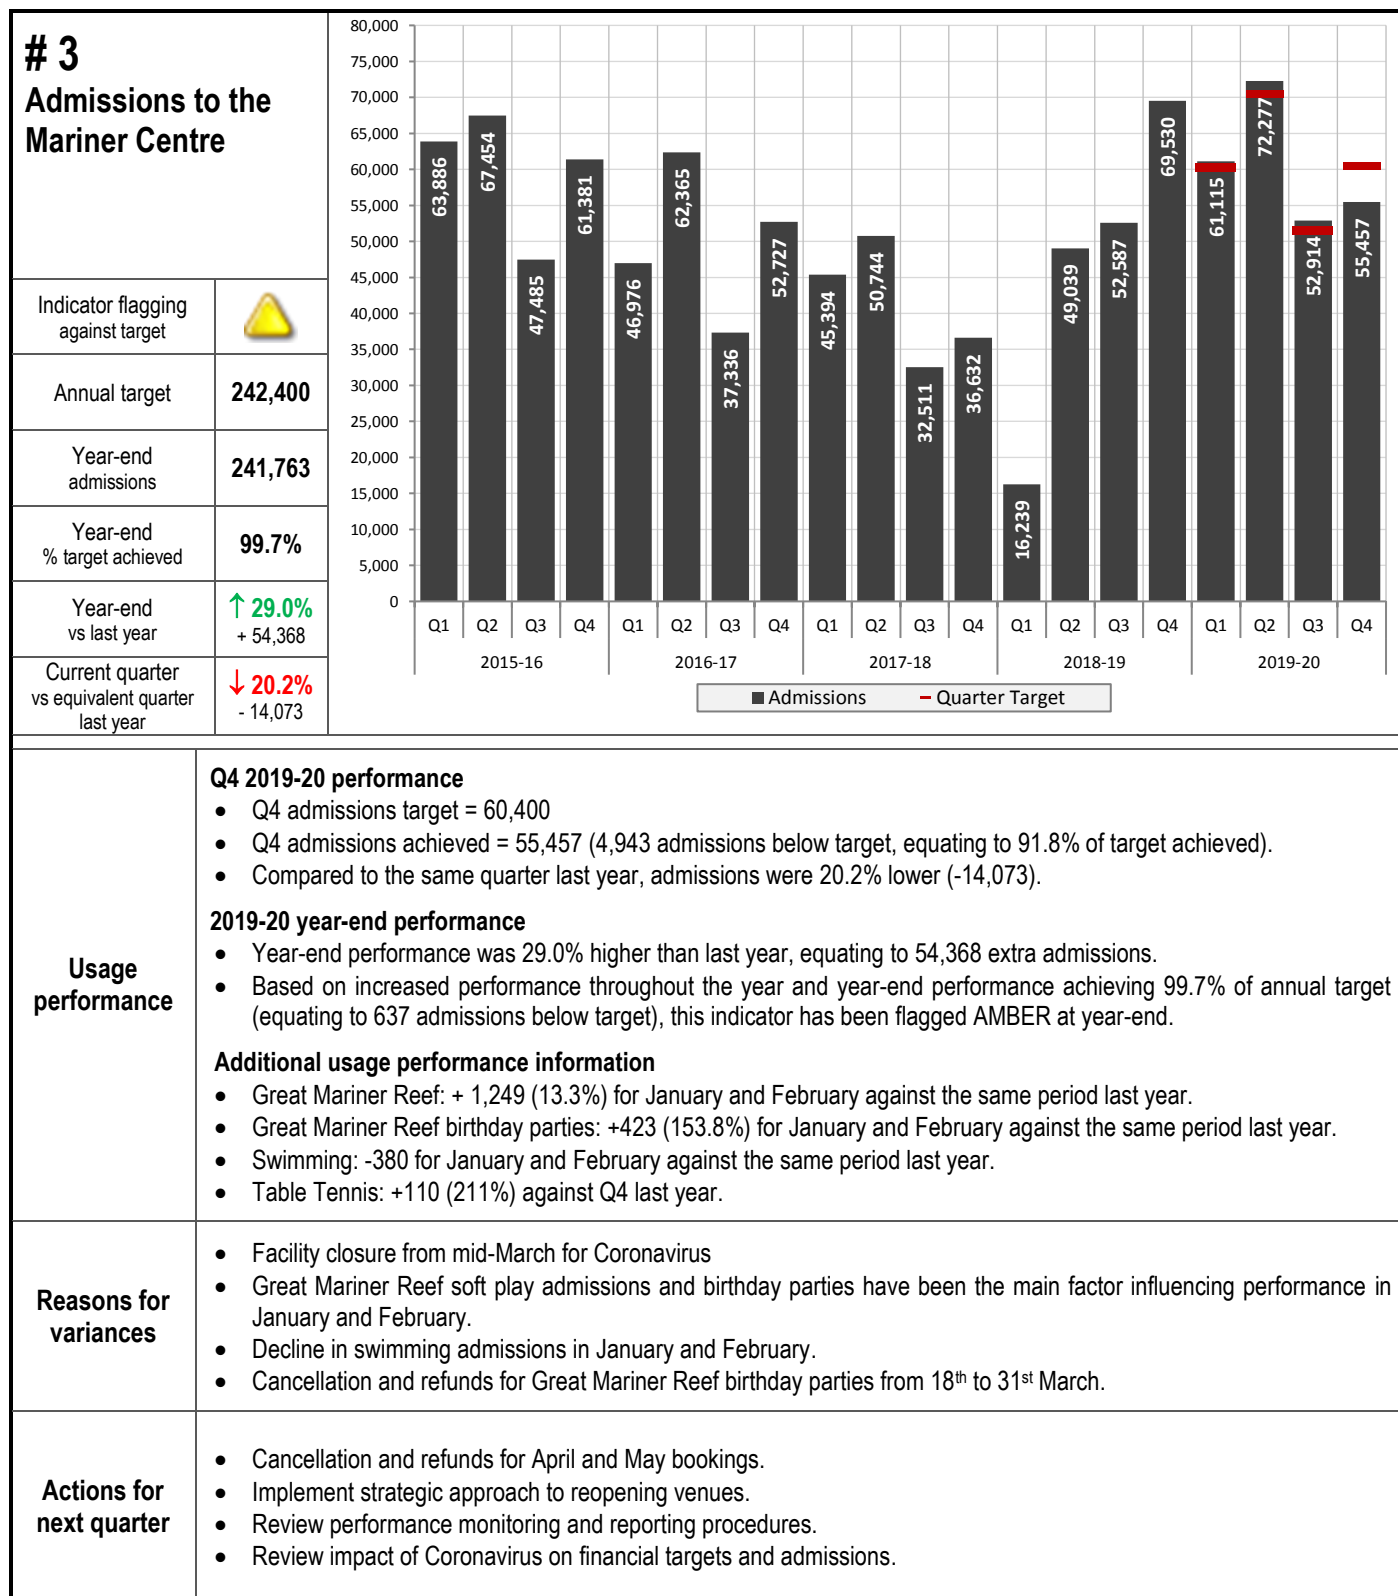 # 3
Admissions to the
Mariner Centre
Indicator flagging
against target
Annual target
242,400
Year-end
admissions
241,763
Year-end
% target achieved
99.7%
Year-end
vs last year
↑ 29.0%
+ 54,368
Current quarter
vs equivalent quarter
last year
↓ 20.2%
- 14,073
80,000
75,000
70,000
65,000
60,000
55,000
50,000
45,000
40,000
35,000
30,000
25,000
20,000
15,000
10,000
5,000
0
63,886
67,454
47,485
61,381
46,976
62,365
37,336
52,727
45,394
50,744
32,511
36,632
16,239
49,039
52,587
69,530
61,115
72,277
52,914
55,457
Q1 Q2 Q3 Q4 Q1 Q2 Q3 Q4 Q1 Q2 Q3 Q4 Q1 Q2 Q3 Q4 Q1 Q2 Q3 Q4
2015-16 2016-17 2017-18 2018-19 2019-20
Admissions Quarter Target
Usage
performance
Q4 2019-20 performance
• Q4 admissions target = 60,400
• Q4 admissions achieved = 55,457 (4,943 admissions below target, equating to 91.8% of target achieved).
• Compared to the same quarter last year, admissions were 20.2% lower (-14,073).
2019-20 year-end performance
• Year-end performance was 29.0% higher than last year, equating to 54,368 extra admissions.
• Based on increased performance throughout the year and year-end performance achieving 99.7% of annual target
(equating to 637 admissions below target), this indicator has been flagged AMBER at year-end.
Additional usage performance information
• Great Mariner Reef: + 1,249 (13.3%) for January and February against the same period last year.
• Great Mariner Reef birthday parties: +423 (153.8%) for January and February against the same period last year.
• Swimming: -380 for January and February against the same period last year.
• Table Tennis: +110 (211%) against Q4 last year.
Reasons for
variances
• Facility closure from mid-March for Coronavirus
• Great Mariner Reef soft play admissions and birthday parties have been the main factor influencing performance in
January and February.
• Decline in swimming admissions in January and February.
• Cancellation and refunds for Great Mariner Reef birthday parties from 18th to 31st March.
Actions for
next quarter
• Cancellation and refunds for April and May bookings.
• Implement strategic approach to reopening venues.
• Review performance monitoring and reporting procedures.
• Review impact of Coronavirus on financial targets and admissions.